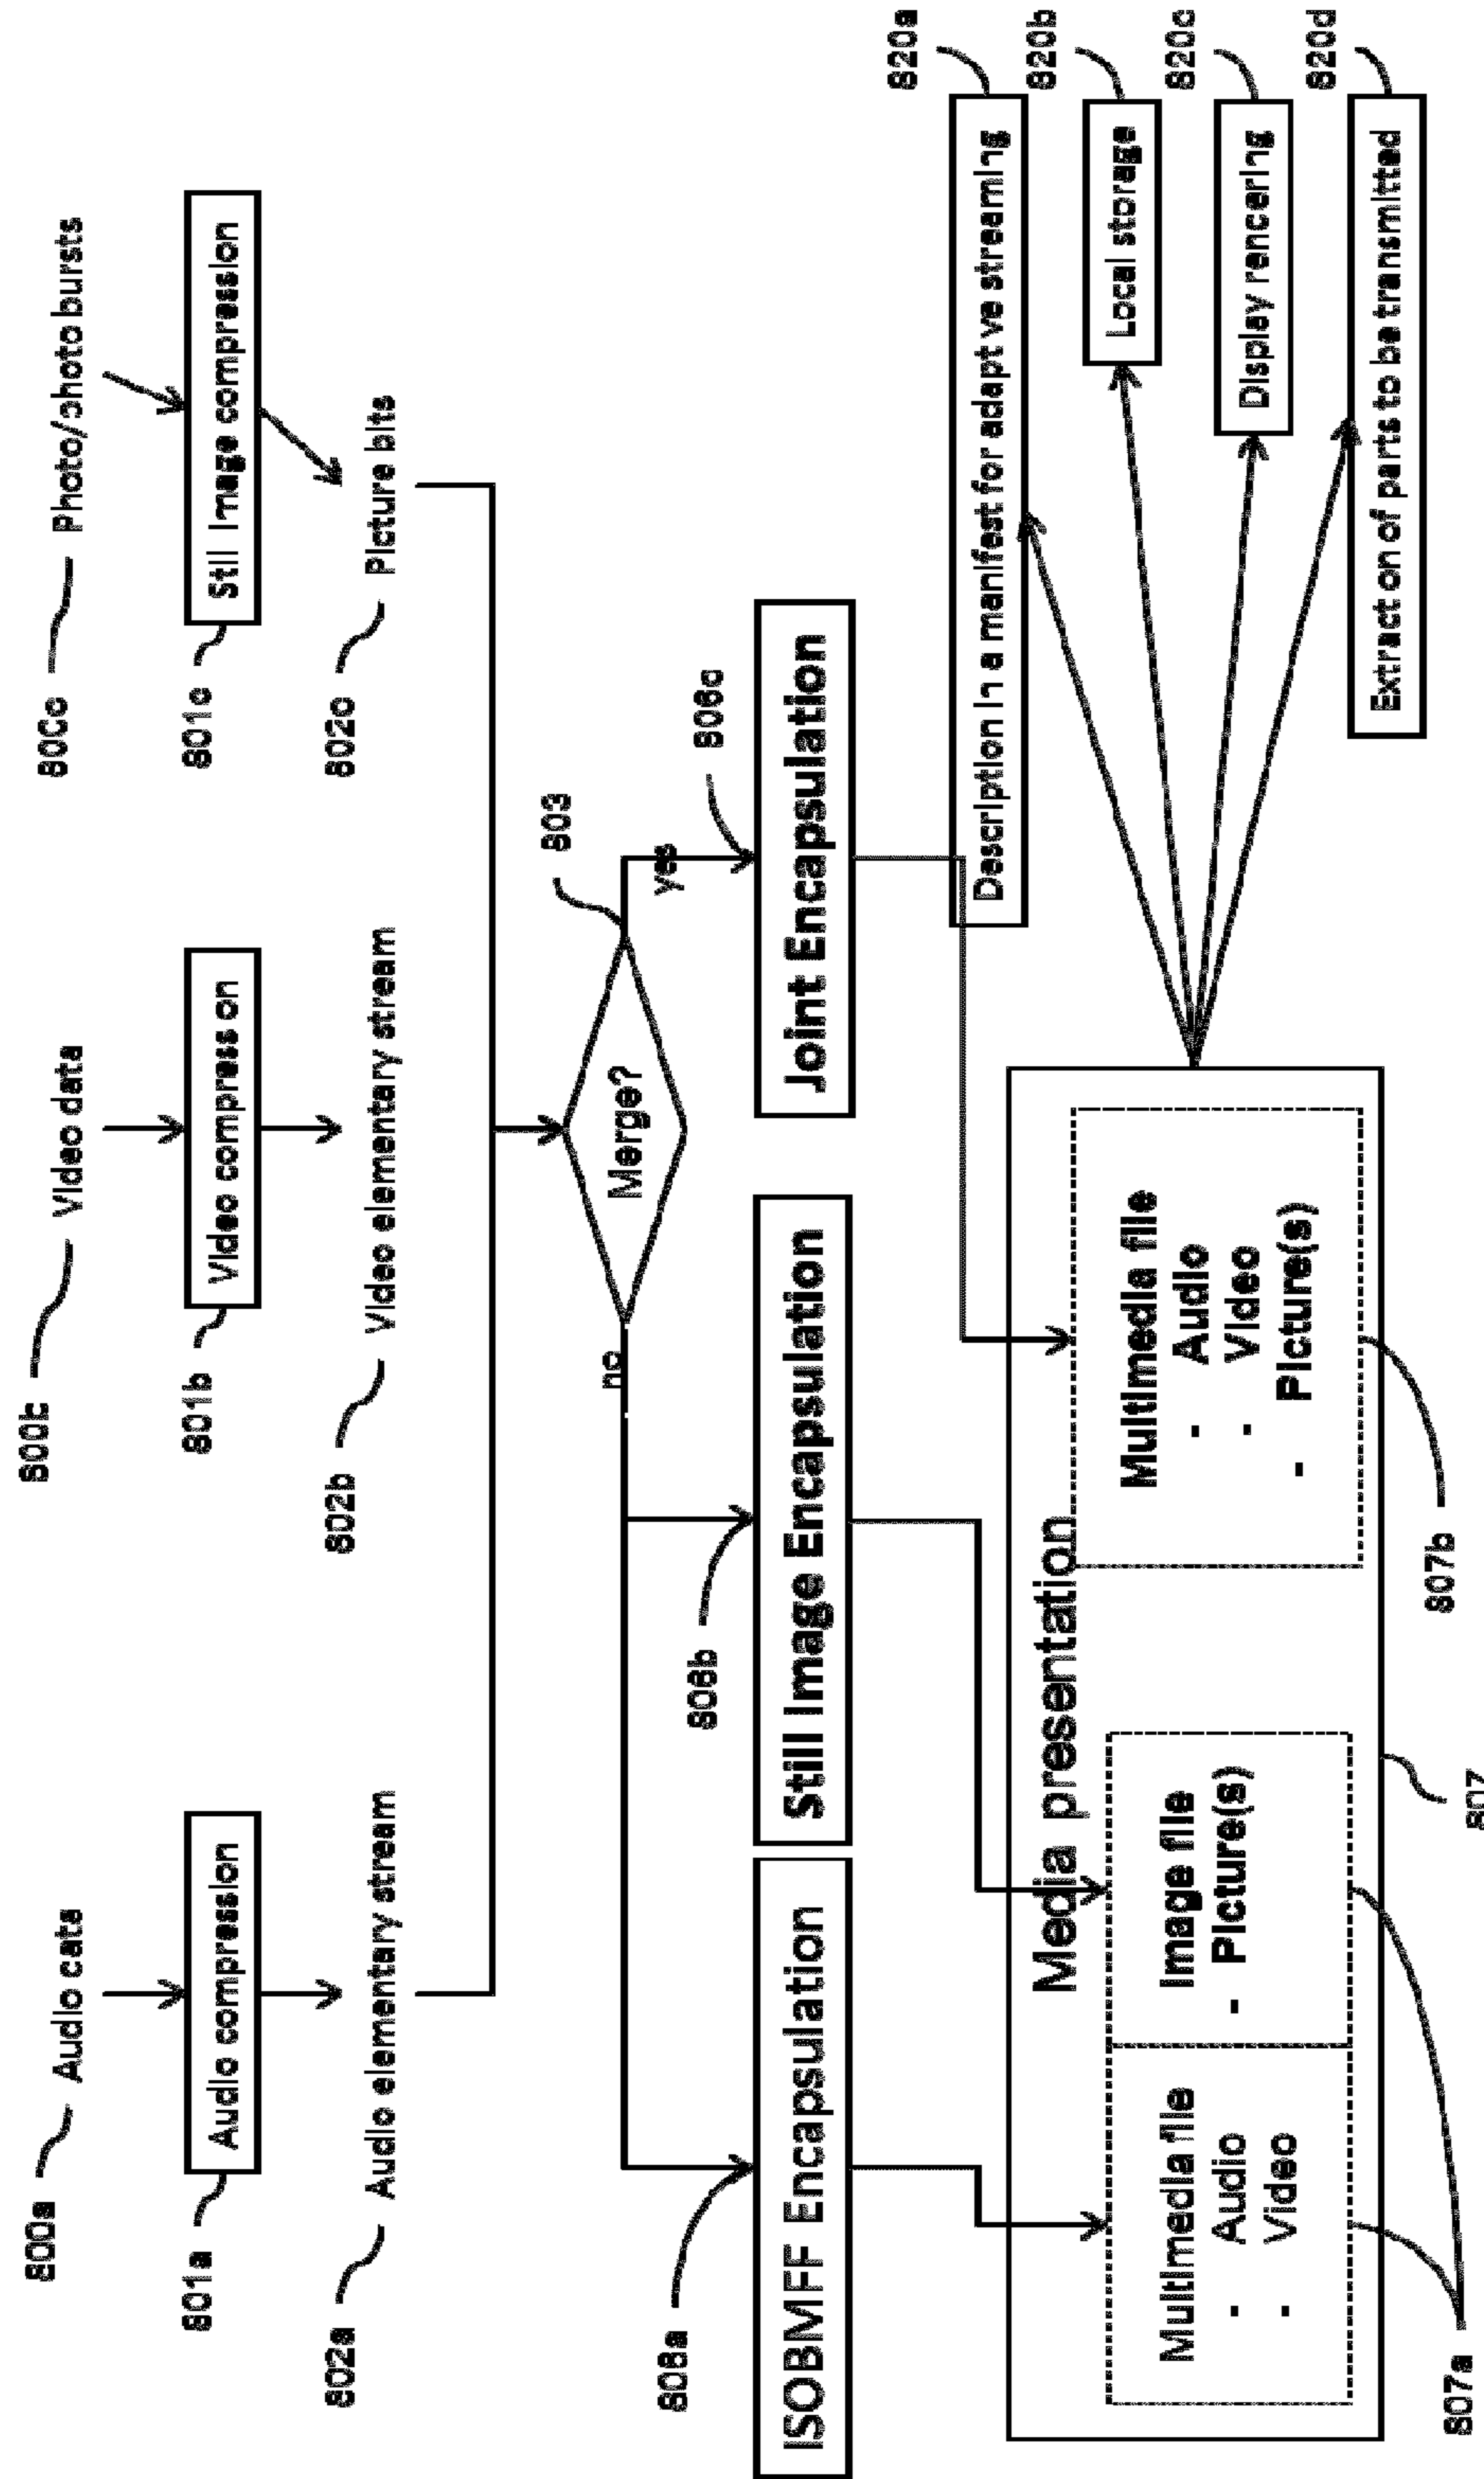 800a
Audio data
800b
Video data
800c
Photo/photo bursts
801a
Audio compression
801b
Video compression
801c
Still image compression
802a
Audio elementary stream
802b
Video elementary stream
802c
Picture bits
803
Merge?
no
yes
806a
806b
806c
ISOBMFF Encapsulation
Still Image Encapsulation
Joint Encapsulation
Media presentation
Multimedia file
- Audio
- Video
Image file
- Picture(s)
Multimedia file
- Audio
- Video
- Picture(s)
807a
807
807b
820a
Description in a manifest for adaptive streaming
820b
Local storage
820c
Display rendering
820d
Extraction of parts to be transmitted